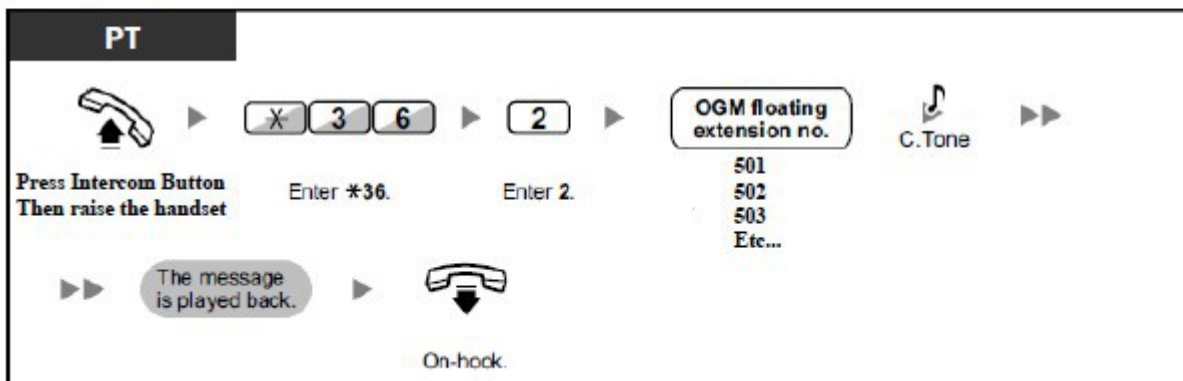 PT
Press Intercom Button
Then raise the handset
* 3 6
Enter *36.
2
Enter 2.
OGM floating
extension no.
501
502
503
Etc...
C.Tone
The message
is played back.
On-hook.